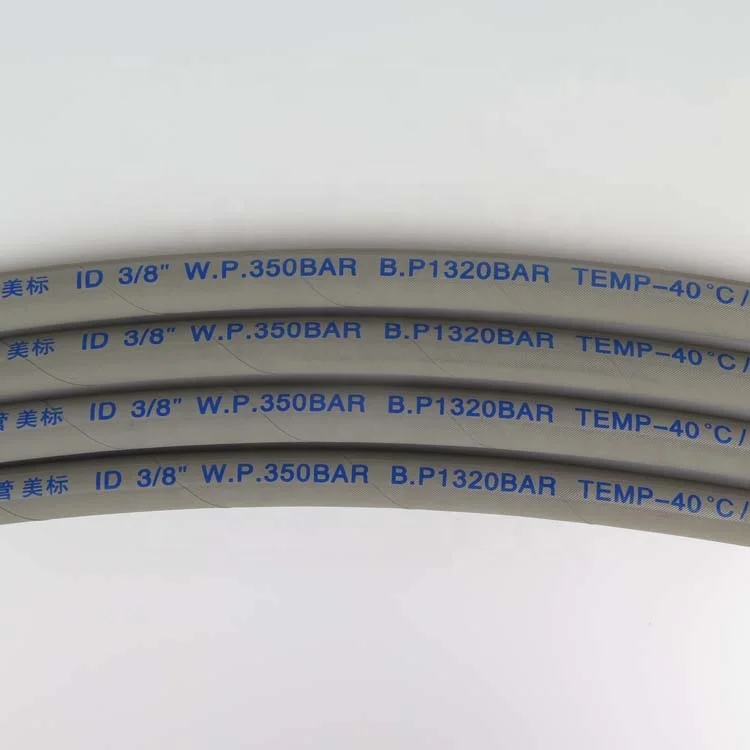 美标 ID 3/8" W.P.350BAR B.P1320BAR TEMP-40°C/
美标 ID 3/8" W.P.350BAR B.P1320BAR TEMP-40°C/
管 美标 ID 3/8" W.P.350BAR B.P1320BAR TEMP-40°C/
管 美标 ID 3/8" W.P.350BAR B.P1320BAR TEMP-40°C/